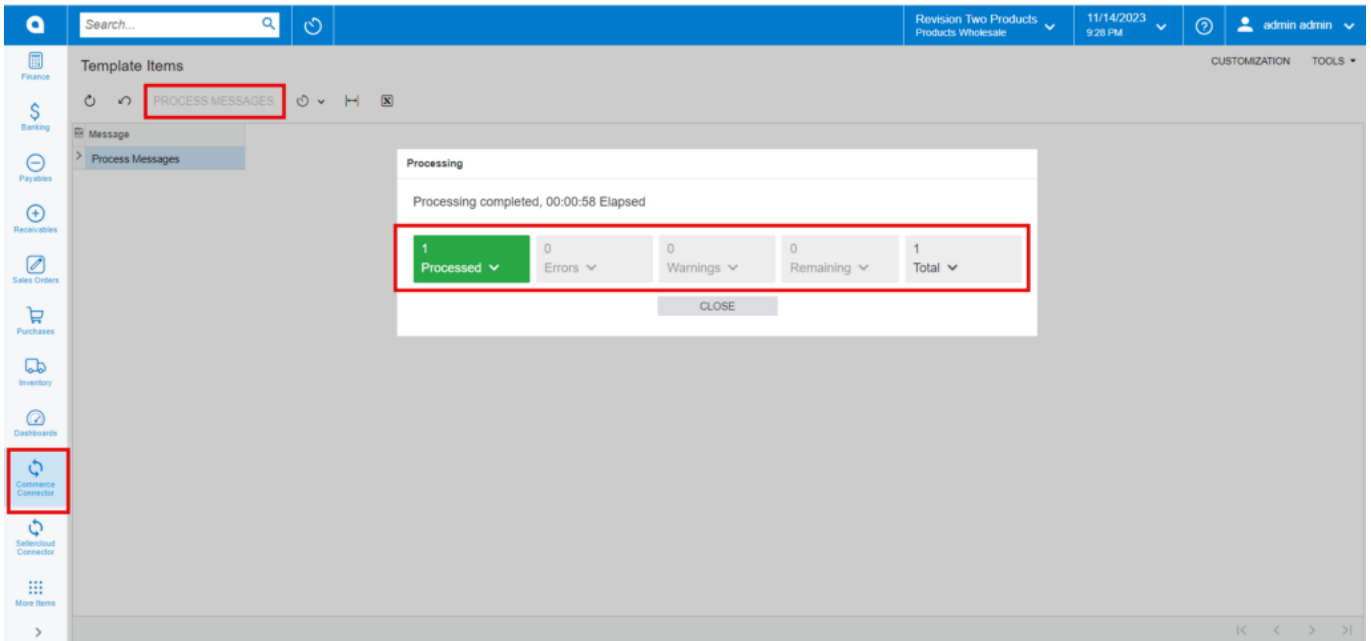 Search...
Revision Two Products
Products Wholesale
11/14/2023
9:28 PM
admin admin
Finance
Banking
Payables
Receivables
Sales Orders
Purchases
Inventory
Dashboards
Commerce
Connector
Sellercloud
Connector
More Items
Template Items
CUSTOMIZATION TOOLS
PROCESS MESSAGES
Message
Process Messages
Processing
Processing completed, 00:00:58 Elapsed
1 0 0 0 1
Processed Errors Warnings Remaining Total
CLOSE